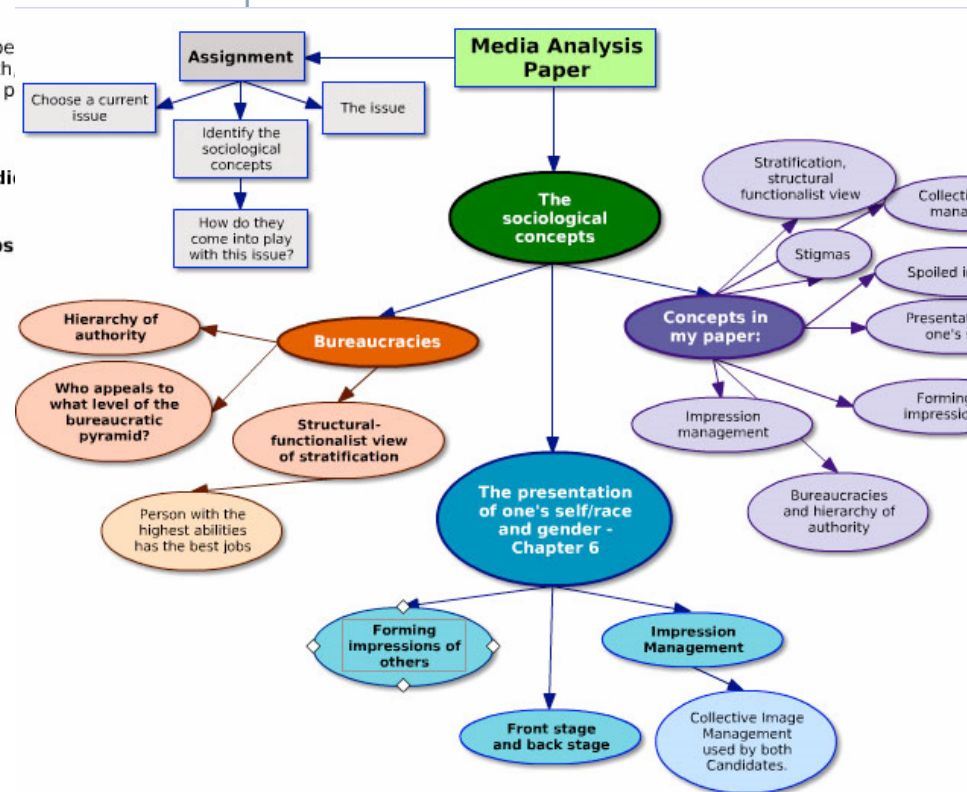 Media Analysis
Paper
Assignment
Choose a current
issue
The issue
Identify the
sociological
concepts
How do they
come into play
with this issue?
The
sociological
concepts
Stratification,
structural
functionalist view
Stigmas
Spoiled
Concepts in
my paper:
one's
Forming
Impression
management
Bureaucracies
and hierarchy of
authority
Bureaucracies
Hierarchy of
authority
Who appeals to
what level of the
bureaucratic
pyramid?
Structural-
functionalist view
of stratification
Person with the
highest abilities
has the best jobs
The presentation
of one's self/race
and gender -
Chapter 6
Forming
impressions of
others
Impression
Management
Front stage
and back stage
Collective Image
Management
used by both
Candidates.